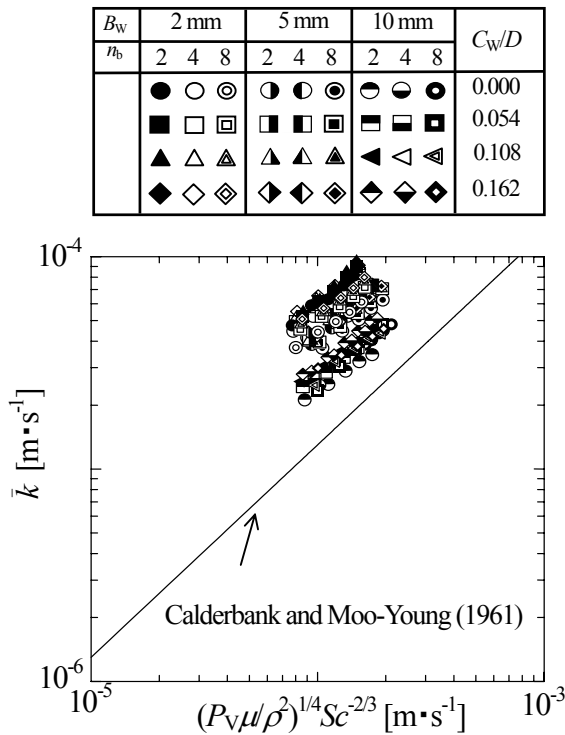 B_W 2 mm 5 mm 10 mm C_W/D
n_b 2 4 8 2 4 8 2 4 8
0.000
0.054
0.108
0.162
10^-4
k̄ [m·s^-1]
Calderbank and Moo-Young (1961)
10^-6
10^-5 10^-3
(P_V μ/ρ^2)^1/4 Sc^-2/3 [m·s^-1]